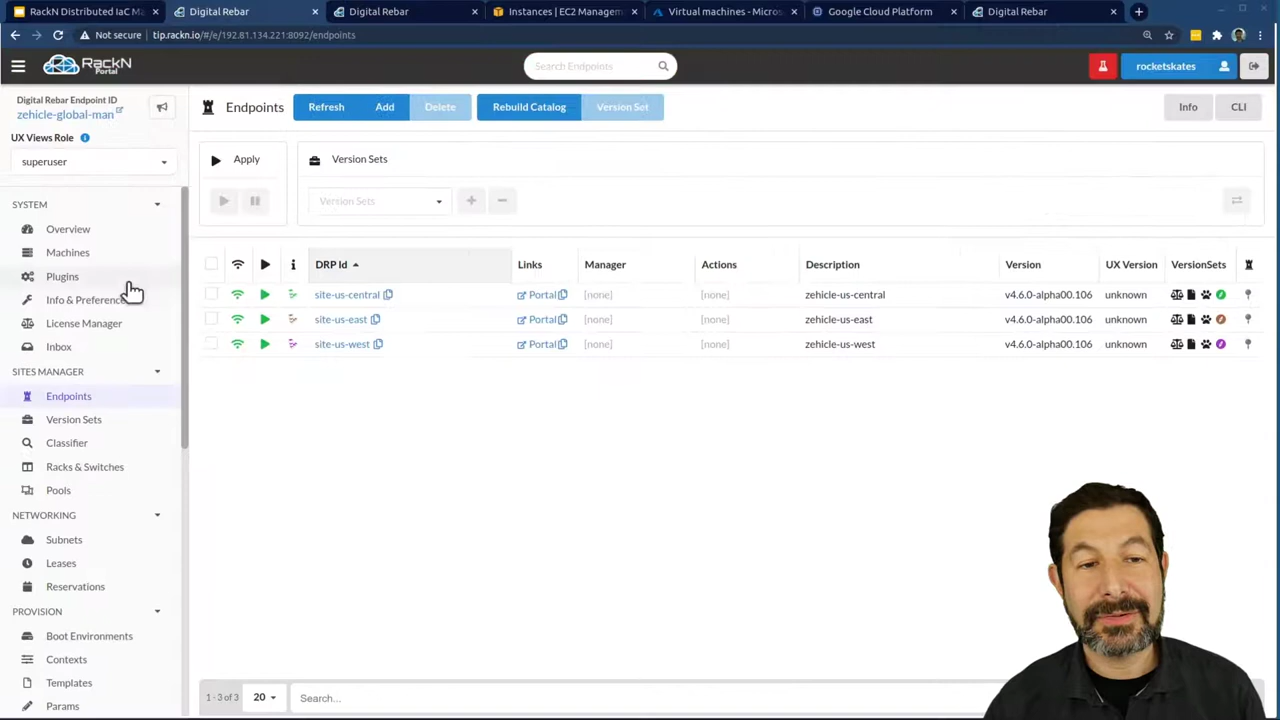 RackN Distributed IaC Ma
Digital Rebar
Digital Rebar
Instances | EC2 Managem
Virtual machines - Micros
Google Cloud Platform
Digital Rebar
Not secure | tip.rackn.io/#/e/192.81.134.221:8092/endpoints
RackN Portal
Search Endpoints
rocketskates
Digital Rebar Endpoint ID
zehicle-global-man
UX Views Role
superuser
Endpoints Refresh Add Delete Rebuild Catalog Version Set Info CLI
Apply
Version Sets
Version Sets
SYSTEM
Overview
Machines
Plugins
Info & Preferenc
License Manager
Inbox
SITES MANAGER
Endpoints
Version Sets
Classifier
Racks & Switches
Pools
NETWORKING
Subnets
Leases
Reservations
PROVISION
Boot Environments
Contexts
Templates
Params
DRP Id Links Manager Actions Description Version UX Version VersionSets
site-us-central Portal [none] [none] zehicle-us-central v4.6.0-alpha00.106 unknown
site-us-east Portal [none] [none] zehicle-us-east v4.6.0-alpha00.106 unknown
site-us-west Portal [none] [none] zehicle-us-west v4.6.0-alpha00.106 unknown
1 - 3 of 3 20 Search...